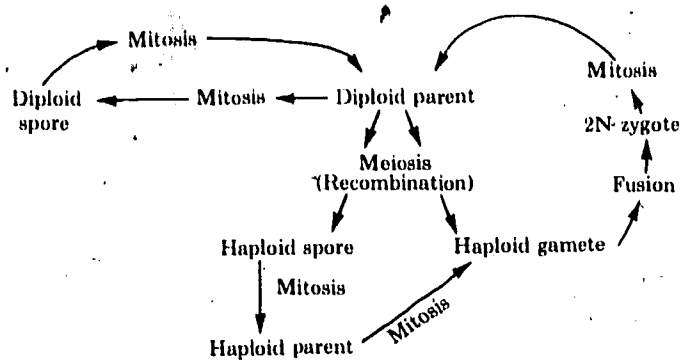 Mitosis
Mitosis
Diploid
spore
Mitosis
Diploid parent
2N-zygote
Meiosis
(Recombination)
Fusion
Haploid spore
Haploid gamete
Mitosis
Mitosis
Haploid parent